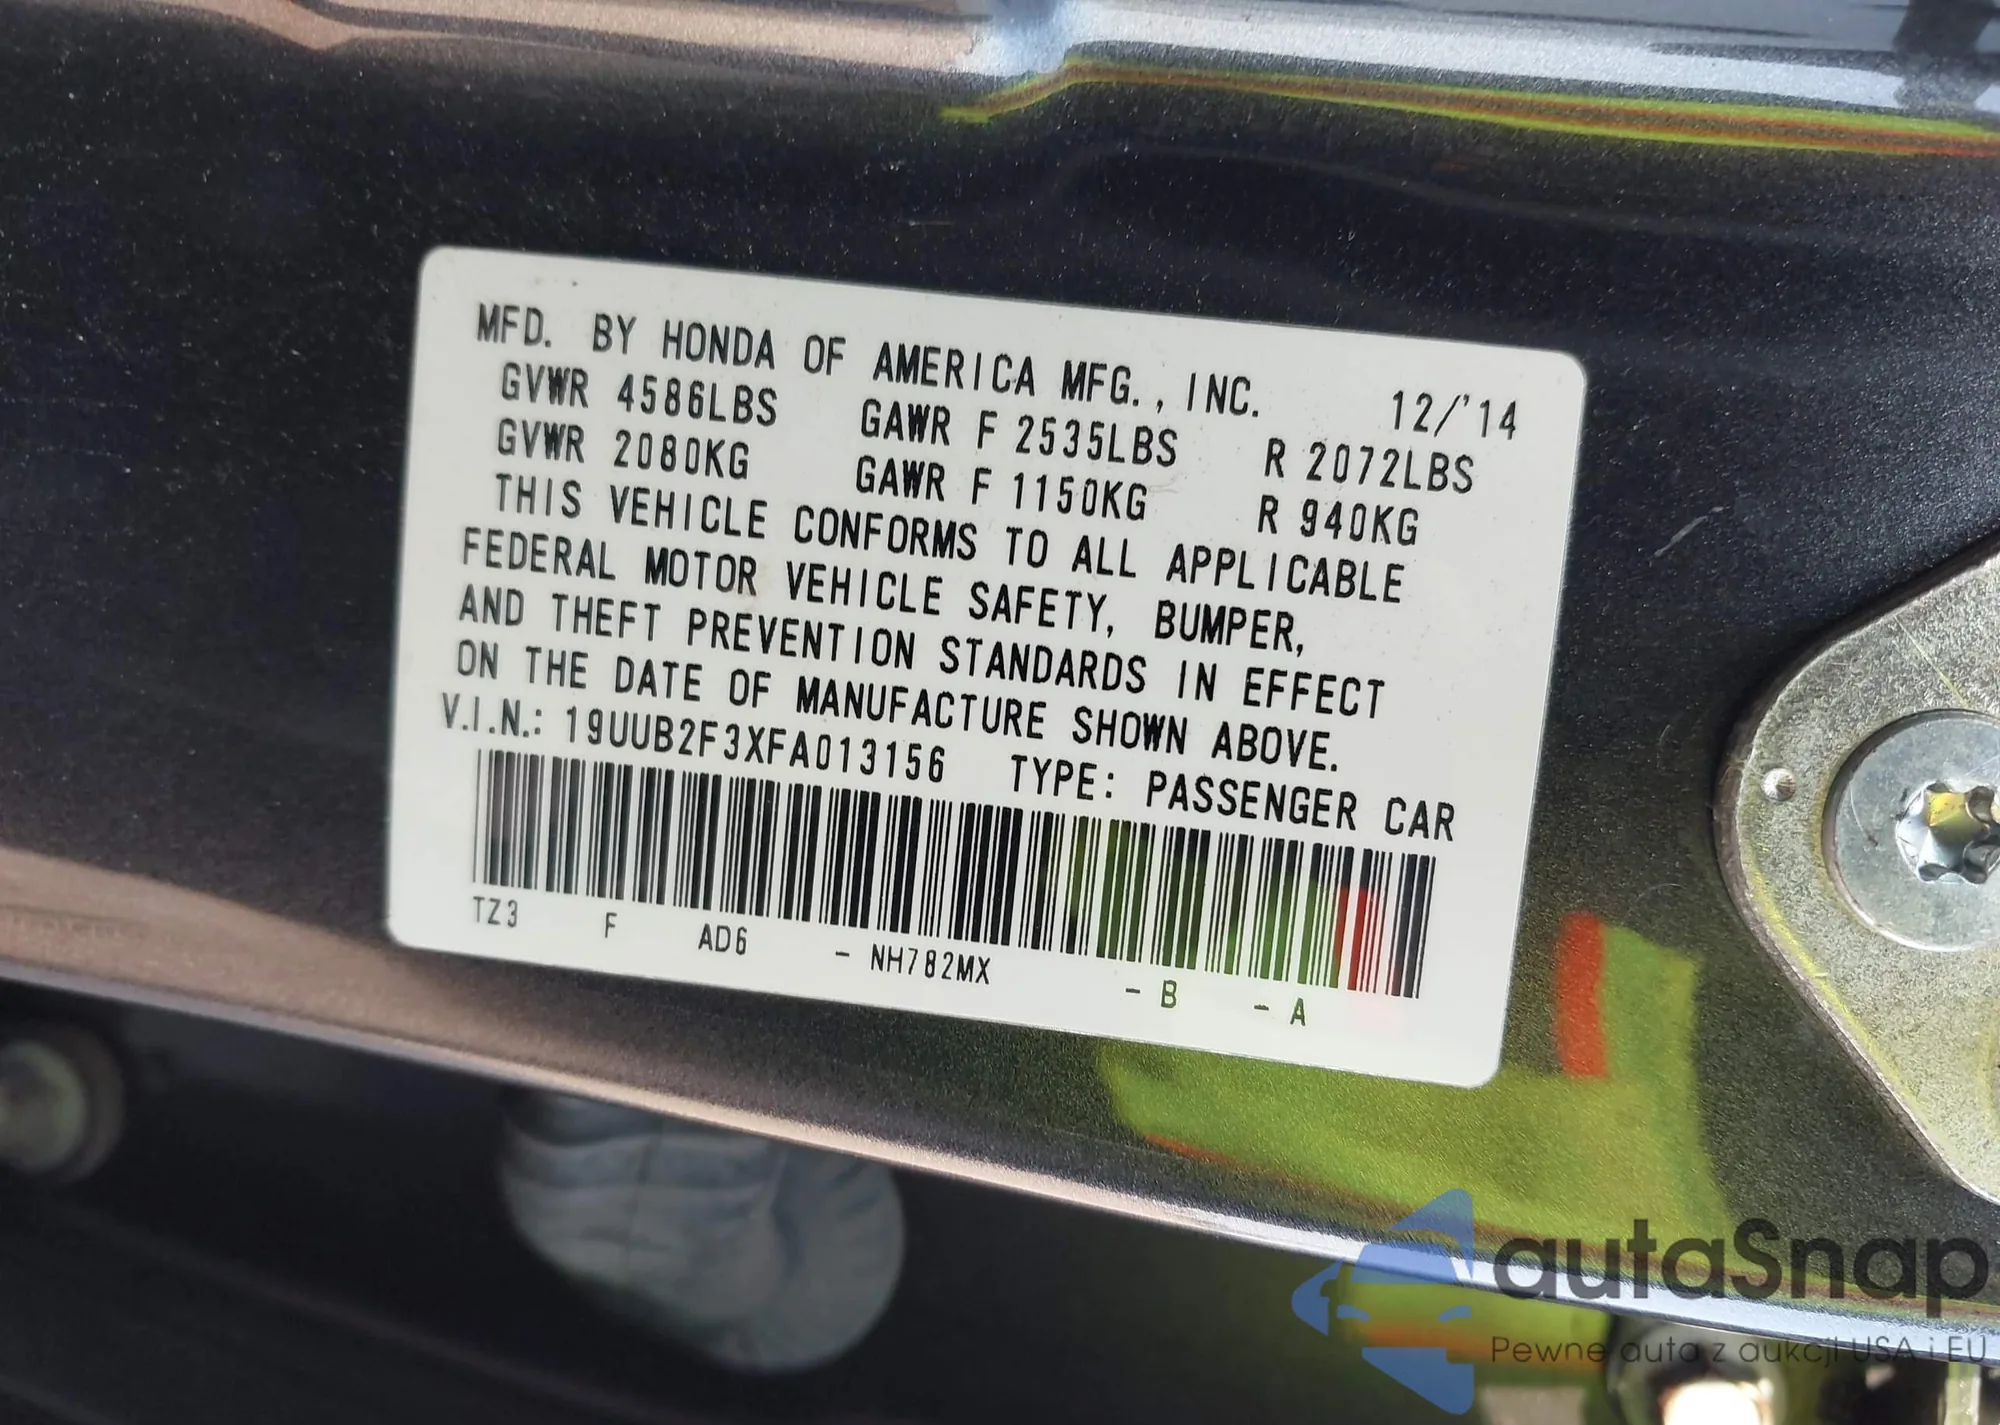 MFD. BY HONDA OF AMERICA MFG., INC. 12/'14
GVWR 4586LBS GAWR F 2535LBS R 2072LBS
GVWR 2080KG GAWR F 1150KG R 940KG
THIS VEHICLE CONFORMS TO ALL APPLICABLE
FEDERAL MOTOR VEHICLE SAFETY, BUMPER,
AND THEFT PREVENTION STANDARDS IN EFFECT
ON THE DATE OF MANUFACTURE SHOWN ABOVE.
V.I.N.: 19UUB2F3XFA013156 TYPE: PASSENGER CAR
TZ3 F AD6 - NH782MX - B - A
autaSnap
Pewne auta z aukcji USA i EU